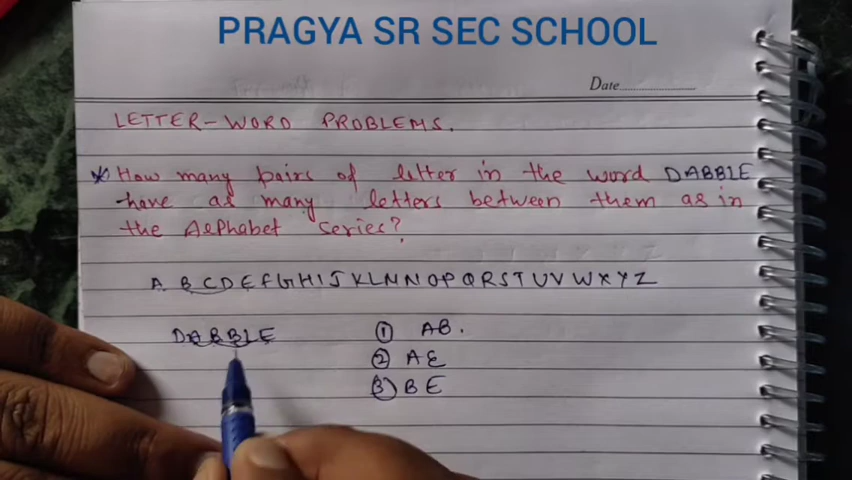 PRAGYA SR SEC SCHOOL
Date
LETTER-WORD PROBLEMS.
* How many pairs of letter in the word DABBLE
have as many letters between them as in
the Alphabet Series?
A B C D E F G H I J K L M N O P Q R S T U V W X Y Z
DABBLE
① AB.
② AE
③ BE